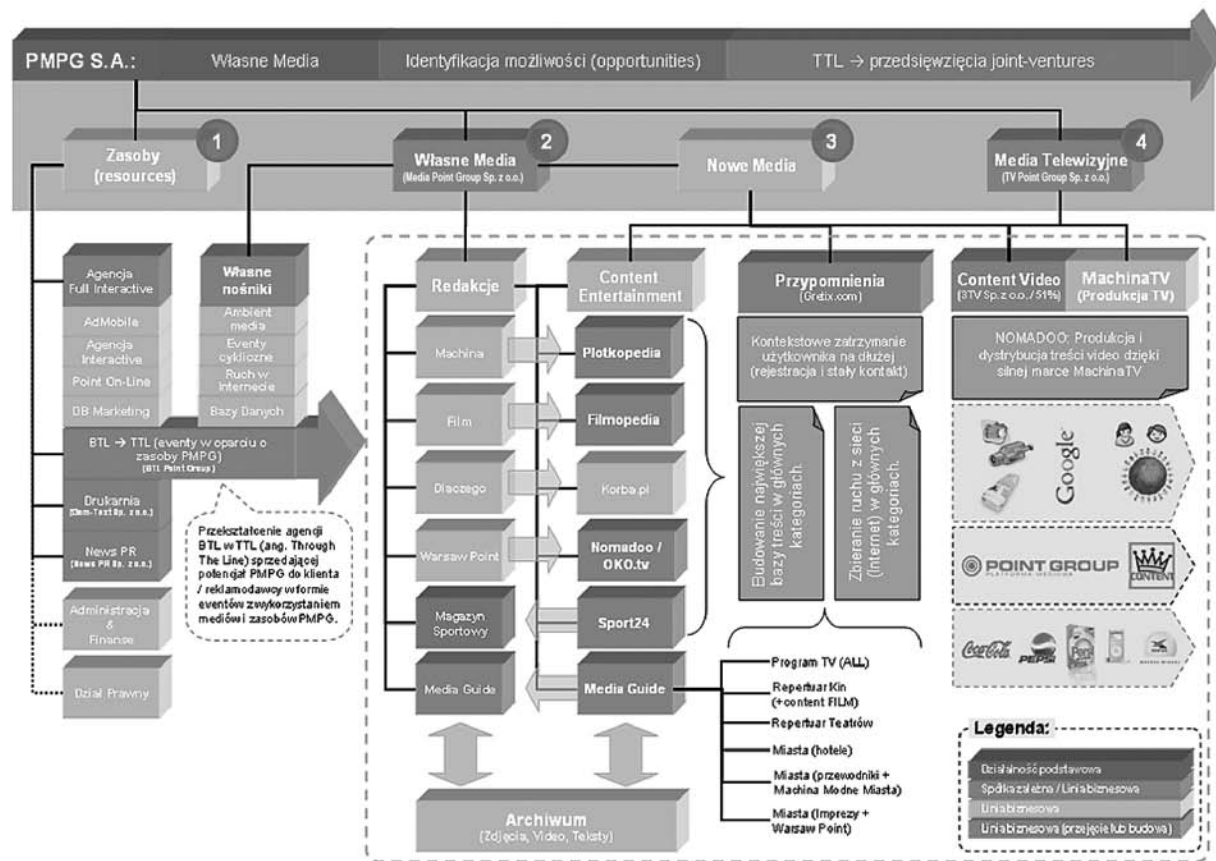 PMPG S.A.:
Własne Media
Identyfikacja możliwości (opportunities)
TTL → przedsięwzięcia joint-ventures
1
Zasoby
(resources)
2
Własne Media
(Media Point Group Sp. z o.o.)
3
Nowe Media
4
Media Telewizyjne
(TV Point Group Sp. z o.o.)
Agencja
Full Interactive
AdMobile
Agencja
Interactive
Point On-Line
DB Marketing
Własne
nośniki
Ambient
media
Eventy
cykliczne
Ruch w
Internecie
Bazy Danych
BTL → TTL (eventy w oparciu o
zasoby PMPG)
(BTL Point Group)
Drukarnia
Sp. z o.o.)
News PR
(News PR Sp. z o.o.)
Administracja
&
Finanse
Dział Prawny
Przekształcenie agencji
BTL w TTL (ang. Through
The Line) sprzedającej
potencjał PMPG do klienta
/ reklamodawcy w formie
eventów z wykorzystaniem
mediów i zasobów PMPG.
Redakcje
Machina
Film
Dlaczego
Warsaw Point
Magazyn
Sportowy
Media Guide
Content
Entertainment
Plotkopedia
Filmopedia
Korba.pl
Nomadoo /
OKO.tv
Sport24
Media Guide
Archiwum
(Zdjęcia, Video, Teksty)
Przypomnienia
(Gretix.com)
Kontekstowe zatrzymanie
użytkownika na dłużej
(rejestracja i stały kontakt)
Budowanie największej
bazy treści w głównych
kategoriach.
Zbieranie ruchu z sieci
(Internet) w głównych
kategoriach.
Program TV (ALL)
Repertuar Kin
(+content FILM)
Repertuar Teatrów
Miasta (hotele)
Miasta (przewodniki +
Machina Modne Miasta)
Miasta (Imprezy +
Warsaw Point)
Content Video
(3TV Sp. z o.o. / 51%)
MachinaTV
(Produkcja TV)
NOMADOO: Produkcja i
dystrybucja treści video dzięki
silnej marce MachinaTV
Google
POINT GROUP
PLATFORMA MEDIOWA
CONTENT
Coca-Cola
PEPSI
Legenda:
Działalność podstawowa
Spółka zależna / Linia biznesowa
Linia biznesowa
Linia biznesowa (przejęcie lub budowa)